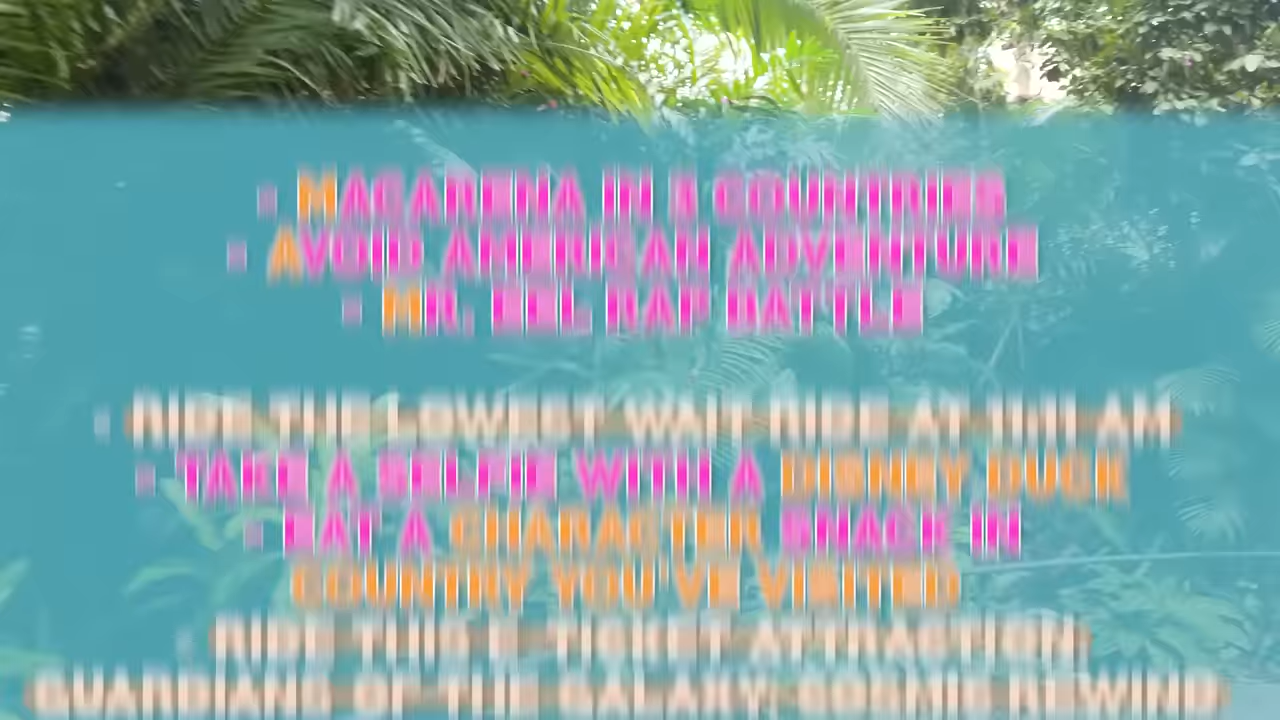 · MACARENA IN 3 COUNTRIES
· AVOID AMERICAN ADVENTURE
· MR. EEL RAP BATTLE
· RIDE THE LOWEST WAIT RIDE AT 11:11 AM
· TAKE A SELFIE WITH A DISNEY DUCK
· EAT A CHARACTER SNACK IN
COUNTRY YOU'VE VISITED
· RIDE THIS E-TICKET ATTRACTION
GUARDIANS OF THE GALAXY: COSMIC REWIND